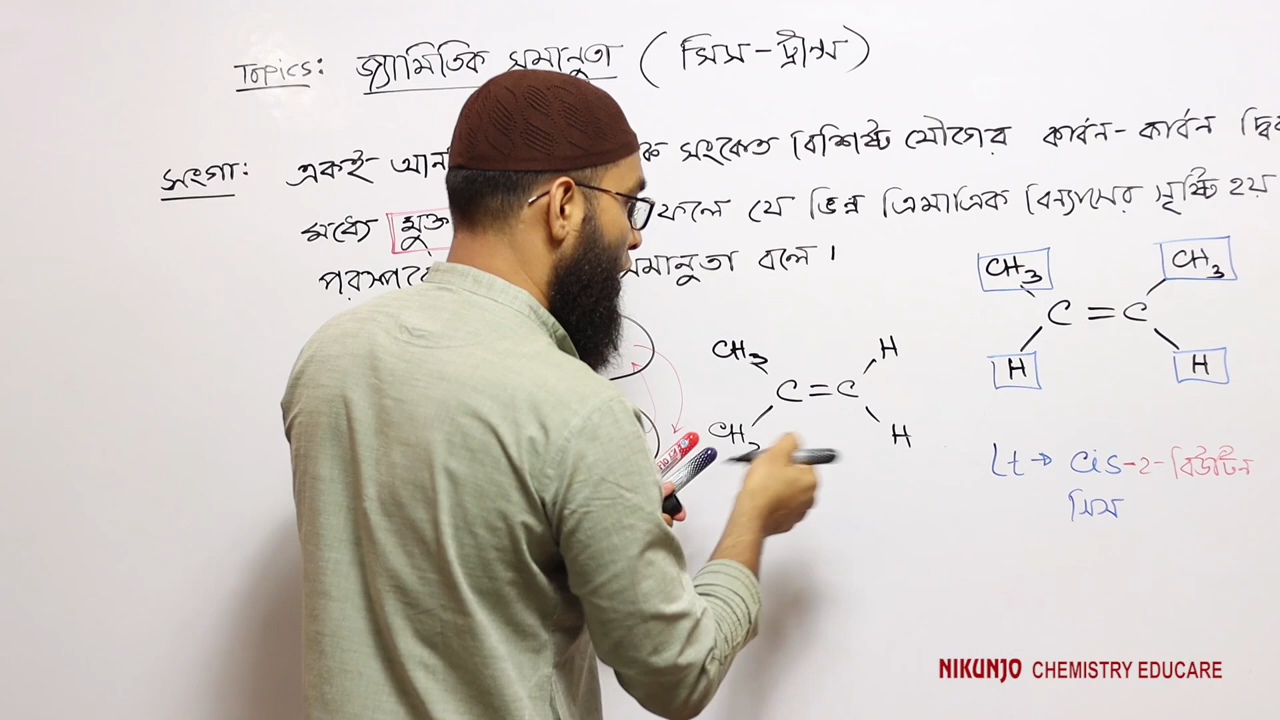 Topics: জ্যামিতিক সমানুতা (সিস-ট্রান্স)
সংগা: একই আন ক সংকেত বিশিষ্ট যৌগের কার্বন-কার্বন দ্বি
মধ্যে মুক্ত ফলে যে ভিন্ন ত্রিমাত্রিক বিন্যাসের সৃষ্টি হয়
পরস্পরে সমানুতা বলে।
CH3 CH3
C = C
H H
CH3 H
C = C
CH3 H
Lt → cis-2-বিউটিন
সিস
NIKUNJO CHEMISTRY EDUCARE